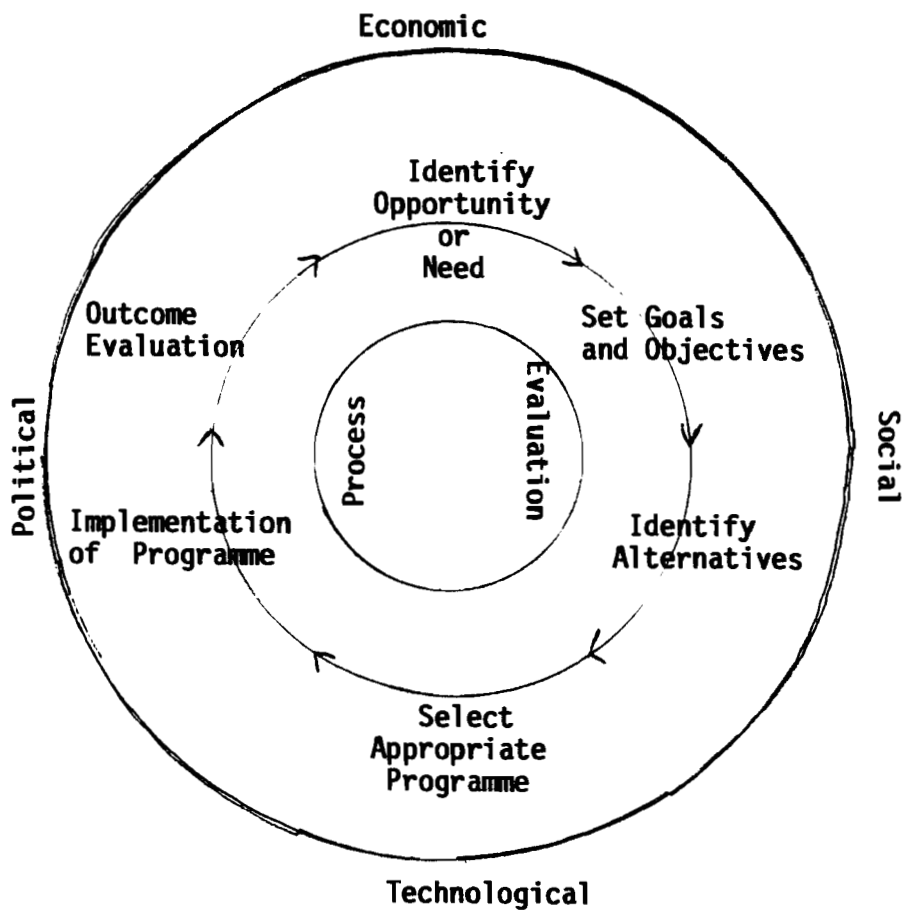 Economic
Identify
Opportunity
or
Need
Outcome
Evaluation
Set Goals
and Objectives
Process
Evaluation
Political
Social
Implementation
of Programme
Identify
Alternatives
Select
Appropriate
Programme
Technological